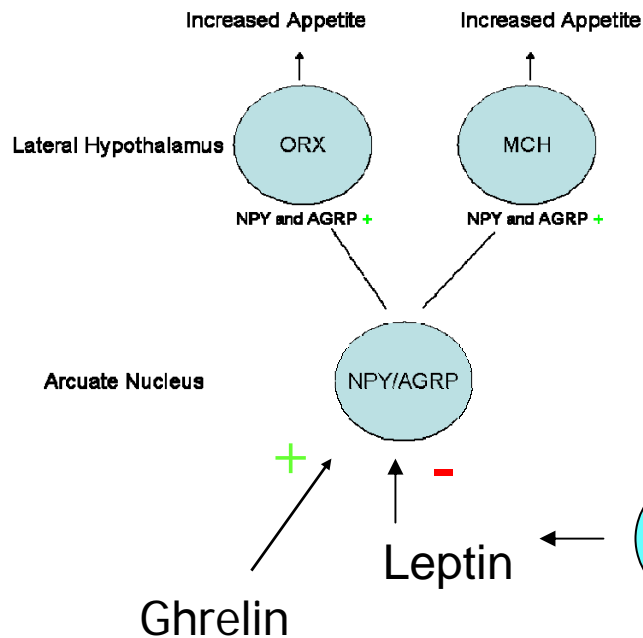 Increased Appetite Increased Appetite
Lateral Hypothalamus ORX MCH
NPY and AGRP + NPY and AGRP +
Arcuate Nucleus NPY/AGRP
+
-
Leptin
Ghrelin